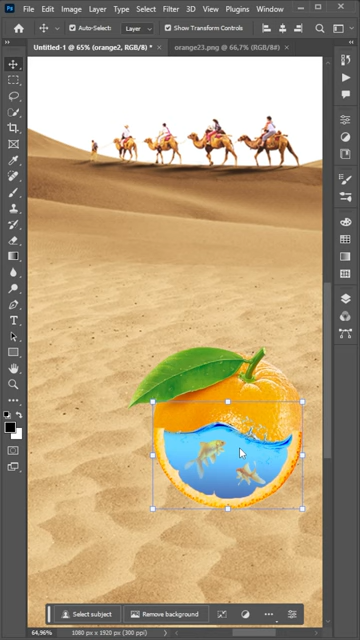 Ps File Edit Image Layer Type Select Filter 3D View Plugins Window
Auto-Select: Layer Show Transform Controls
Untitled-1 @ 65% (orange2, RGB/8) * × orange23.png @ 66,7% (RGB/8#) ×
T
Select subject Remove background
64,96% 1080 px x 1920 px (300 ppi)